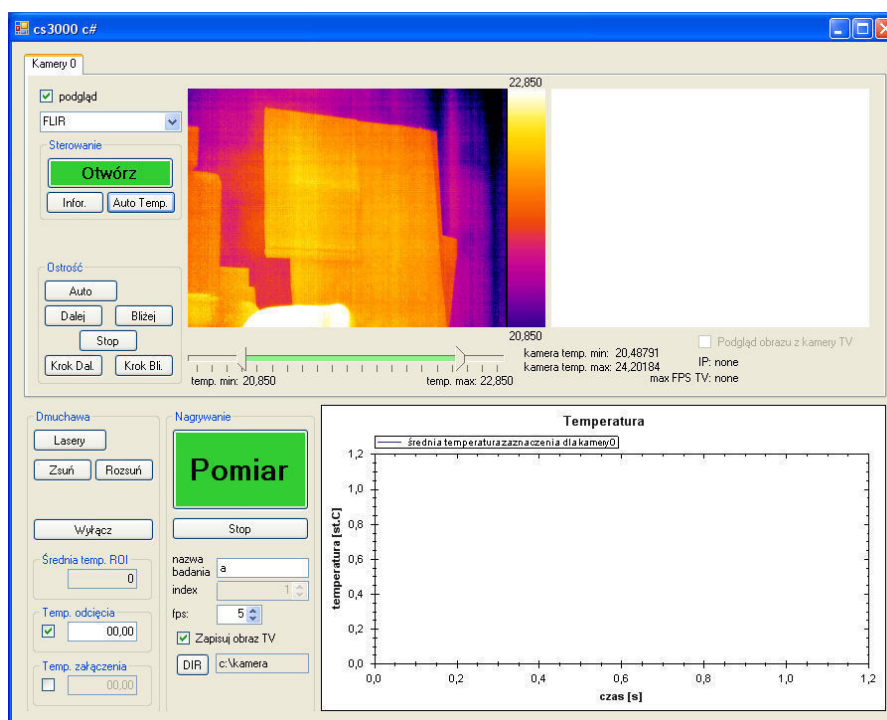 cs3000 c#
Kamery 0
podgląd
FLIR
Sterowanie
Otwórz
Infor.
Auto Temp.
Ostrość
Auto
Dalej
Bliżej
Stop
Krok Dal.
Krok Bli.
22,850
20,850
temp. min: 20,850
temp. max: 22,850
kamera temp. min: 20,48791
kamera temp. max: 24,20184
Podgląd obrazu z kamery TV
IP: none
max FPS TV: none
Dmuchawa
Lasery
Zsuń
Rozsuń
Wyłącz
Średnia temp. ROI
0
Temp. odcięcia
00,00
Temp. załączenia
00,00
Nagrywanie
Pomiar
Stop
nazwa
badania
a
index
1
fps:
5
Zapisuj obraz TV
DIR
c:\kamera
Temperatura
średnia temperatura zaznaczenia dla kamery0
temperatura [st.C]
1,2
1,0
0,8
0,6
0,4
0,2
0,0
0,0 0,2 0,4 0,6 0,8 1,0 1,2
czas [s]